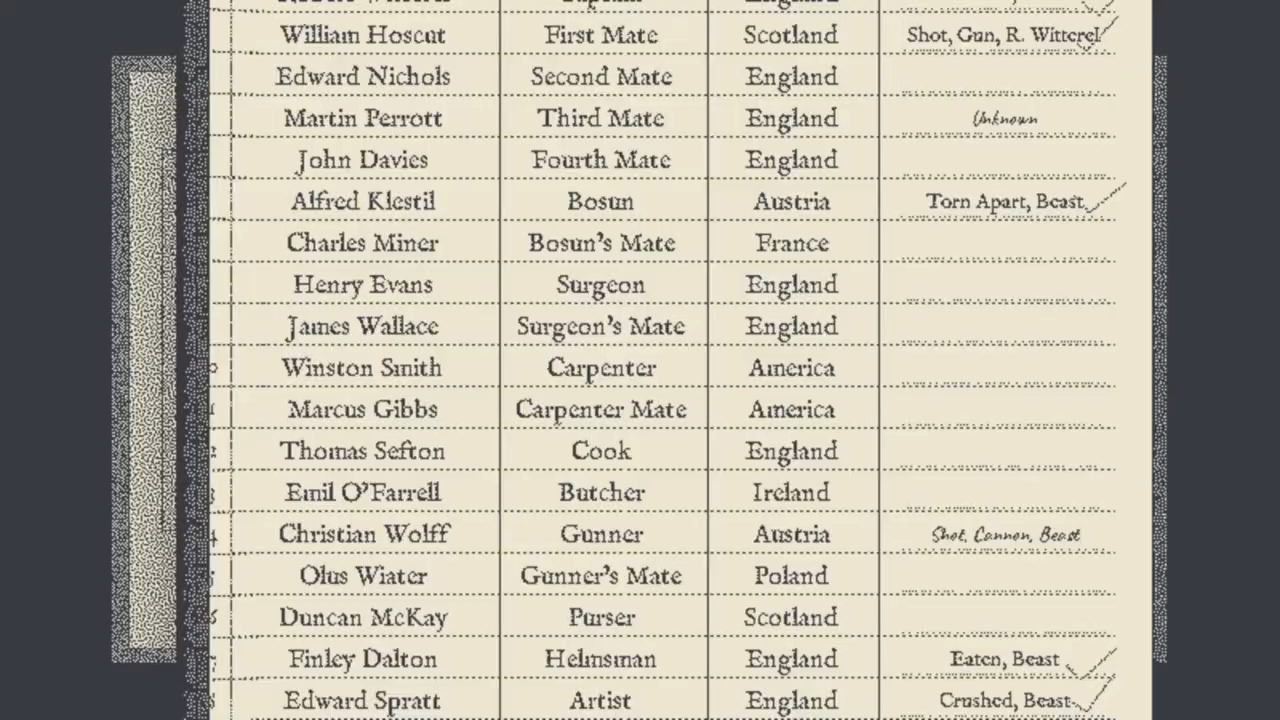 William Hoscut First Mate Scotland Shot, Gun, R. Witterel
Edward Nichols Second Mate England
Martin Perrott Third Mate England Unknown
John Davies Fourth Mate England
Alfred Klestil Bosun Austria Torn Apart, Beast
Charles Miner Bosun's Mate France
Henry Evans Surgeon England
James Wallace Surgeon's Mate England
Winston Smith Carpenter America
Marcus Gibbs Carpenter Mate America
Thomas Sefton Cook England
Emil O'Farrell Butcher Ireland
Christian Wolff Gunner Austria Shot, Cannon, Beast
Olus Wiater Gunner's Mate Poland
Duncan McKay Purser Scotland
Finley Dalton Helmsman England Eaten, Beast
Edward Spratt Artist England Crushed, Beast